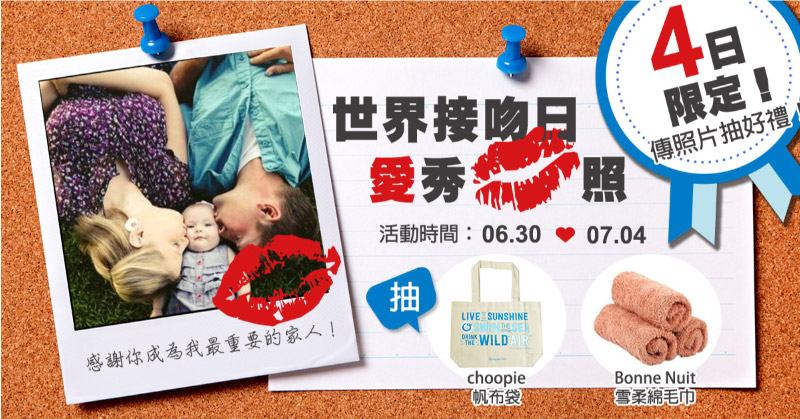 4日
限定！
傳照片抽好禮！
世界接吻日
愛秀照
活動時間：06.30 07.04
抽
LIVE IN SUNSHINE
SWIM THE SEA
DRINK THE WILD AIR
choopie
帆布袋
Bonne Nuit
雪柔綿毛巾
感謝你成為我最重要的家人！